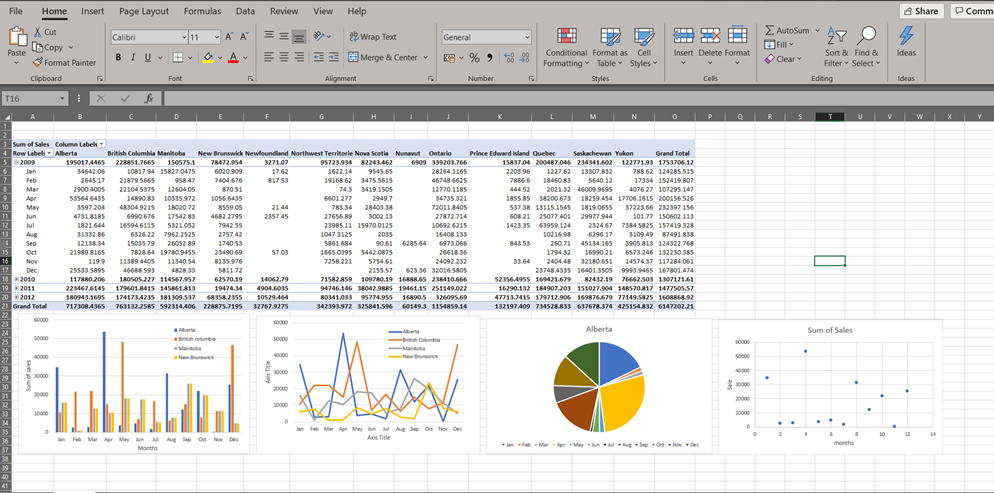 File Home Insert Page Layout Formulas Data Review View Help Share Comm
Paste Cut Copy Format Painter Clipboard
Calibri 11 B I U Font
Wrap Text Merge & Center Alignment
General $ % Number
Conditional Formatting Format as Table Cell Styles Styles
Insert Delete Format Cells
AutoSum Fill Clear Sort & Filter Find & Select Editing
Ideas Ideas
T16 fx
A B C D E F G H I J K L M N O P Q R S T U V W X Y
Sum of Sales Column Labels
Row Labels Alberta British Columbia Manitoba New Brunswick Newfoundland Northwest Territorie Nova Scotia Nunavut Ontario Prince Edward Island Quebec Saskachewan Yukon Grand Total
2009 195017.4465 228851.7665 150575.1 78472.954 3271.07 95723.934 82243.462 6909 339203.766 15837.04 200487.046 234341.602 122771.93 1753706.12
Jan 34642.06 10817.94 15827.0475 6020.909 17.62 1622.14 9545.65 28264.1165 2203.96 1227.62 13307.832 788.62 124285.515
Feb 2645.17 21879.5665 958.47 7404.676 817.53 19168.62 3475.5615 46748.6625 7886.6 18460.83 5640.12 17334 152419.807
Mar 2900.4005 22104.5375 12604.05 870.51 74.3 3419.1505 12770.1185 444.52 2021.32 46009.9695 4076.27 107295.147
Apr 53564.6435 14890.83 10335.972 1056.6435 6601.277 2949.7 34735.321 1855.85 38200.673 18259.454 17706.1615 200156.526
May 3597.204 48304.9215 18020.72 8559.05 21.44 783.34 28403.38 72011.8405 537.38 13115.1545 1819.0655 37223.66 232397.156
Jun 4731.8185 6990.676 17542.83 4682.2795 2357.45 27656.89 3002.13 27872.714 608.21 25077.401 29977.944 101.77 150602.113
Jul 1821.644 16594.6115 5321.052 7942.55 23985.11 15970.0125 10692.6215 1423.35 63959.124 2324.67 7384.5825 157419.328
Aug 31332.86 6326.22 7962.2525 2757.42 1047.3125 2035 16408.133 10216.98 6296.17 3109.49 87491.838
Sep 12138.34 15035.79 26052.89 1740.53 5861.684 90.61 6285.64 6973.066 843.53 260.71 45134.165 3905.813 124322.768
Oct 21989.8165 7828.64 19780.9455 23490.69 57.03 1665.0395 5442.0875 26618.36 1794.32 16990.21 6573.246 132230.385
Nov 119.9 11389.4405 11340.54 8135.976 7258.221 5754.61 24092.232 33.64 2404.48 32180.651 14574.37 117284.061
Dec 25533.5895 46688.593 4828.33 5811.72 2155.57 623.36 32016.5805 23748.4335 16401.3505 9993.9465 167801.474
2010 117880.206 180505.227 114567.957 62570.19 14062.79 71582.859 109780.19 16888.65 238410.666 52356.4955 169421.679 82432.19 76662.503 1307121.61
2011 223467.6145 179601.8415 145861.813 19474.34 4904.6035 94746.146 38042.9885 19461.15 251149.022 16290.132 184907.203 151027.904 148570.817 1477505.57
2012 180943.1695 174173.4235 181309.537 68358.2355 10529.464 80341.033 95774.955 16890.5 326095.69 47713.7415 179712.906 169876.679 77149.5825 1608868.92
Grand Total 717308.4365 763132.2585 592314.406 228875.7195 32767.9275 342393.972 325841.596 60149.3 1154859.14 132197.409 734528.833 637678.374 425154.832 6147202.21
60000 50000 40000 30000 20000 10000 0
Sum of sales
Alberta
British columbia
Manitoba
New Brunswick
Jan Feb Mar Apr May Jun Jul Aug Sep Oct Nov Dec
Months
60000 50000 40000 30000 20000 10000 0
Axis Title
Alberta
British Columbia
Manitoba
New Brunswick
Jan Feb Mar Apr May Jun Jul Aug Sep Oct Nov Dec
Axis Title
Alberta
Jan Feb Mar Apr May Jun Jul Aug Sep Oct Nov Dec
Sum of Sales
60000 50000 40000 30000 20000 10000 0
Sale
0 2 4 6 8 10 12 14
months